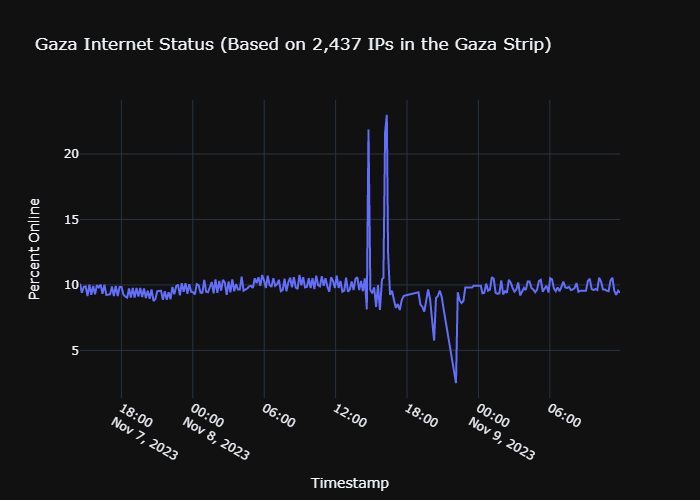 Gaza Internet Status (Based on 2,437 IPs in the Gaza Strip)
Percent Online
20
15
10
5
18:00
Nov 7, 2023
00:00
Nov 8, 2023
06:00
12:00
18:00
00:00
Nov 9, 2023
06:00
Timestamp